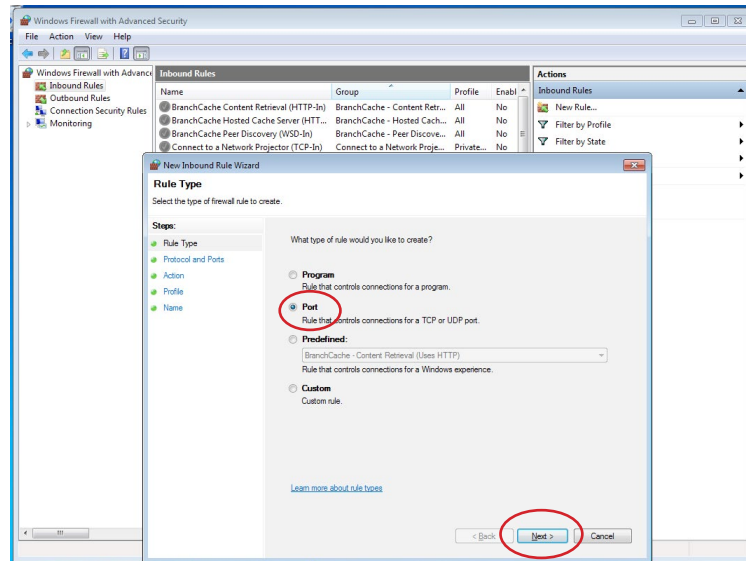 Windows Firewall with Advanced Security
File Action View Help
Windows Firewall with Advance
Inbound Rules
Outbound Rules
Connection Security Rules
Monitoring
Inbound Rules
Name Group Profile Enabl
BranchCache Content Retrieval (HTTP-In) BranchCache - Content Retr... All No
BranchCache Hosted Cache Server (HTT... BranchCache - Hosted Cach... All No
BranchCache Peer Discovery (WSD-In) BranchCache - Peer Discove... All No
Connect to a Network Projector (TCP-In) Connect to a Network Proje... Private... No
Actions
Inbound Rules
New Rule...
Filter by Profile
Filter by State
New Inbound Rule Wizard
Rule Type
Select the type of firewall rule to create.
Steps:
Rule Type
Protocol and Ports
Action
Profile
Name
What type of rule would you like to create?
Program
Rule that controls connections for a program.
Port
Rule that controls connections for a TCP or UDP port.
Predefined:
BranchCache - Content Retrieval (Uses HTTP)
Rule that controls connections for a Windows experience.
Custom
Custom rule.
Learn more about rule types
< Back Next > Cancel